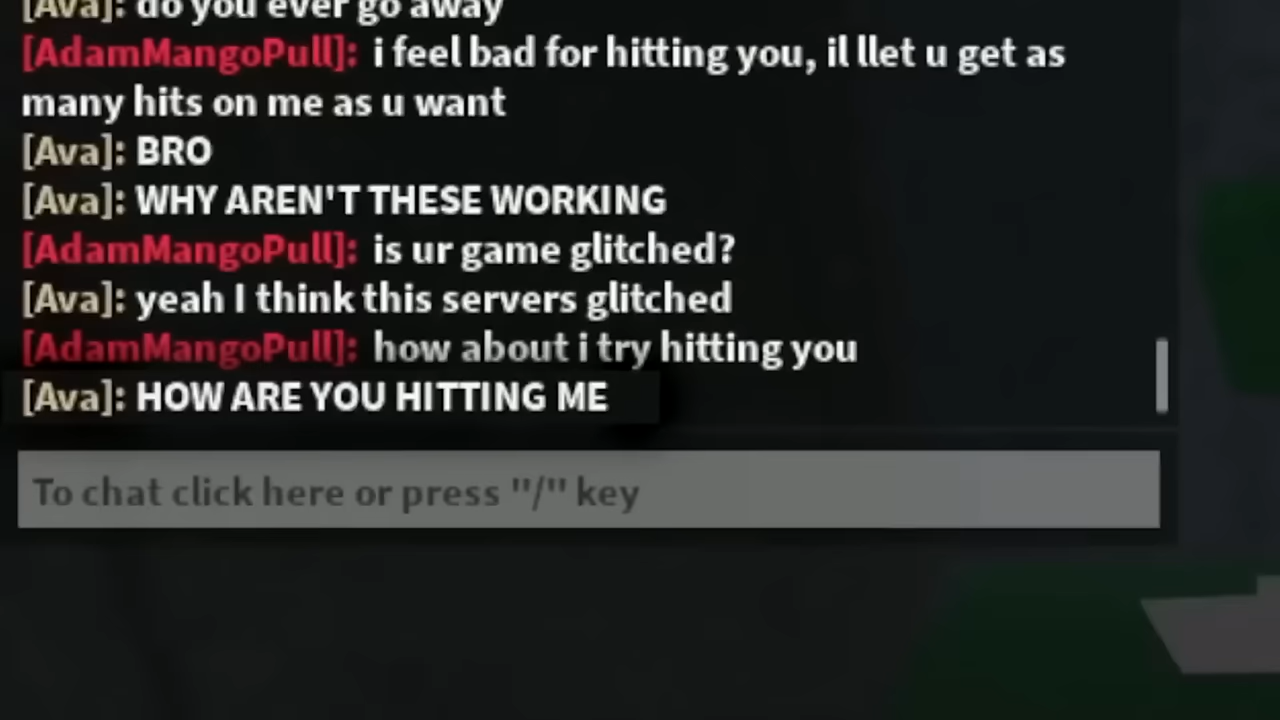 [Ava]: do you ever go away
[AdamMangoPull]: i feel bad for hitting you, il llet u get as
many hits on me as u want
[Ava]: BRO
[Ava]: WHY AREN'T THESE WORKING
[AdamMangoPull]: is ur game glitched?
[Ava]: yeah I think this servers glitched
[AdamMangoPull]: how about i try hitting you
[Ava]: HOW ARE YOU HITTING ME
To chat click here or press "/" key